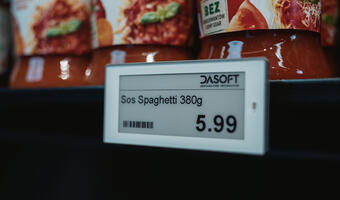 BEZ
DASOFT
Sos Spaghetti 380g
5.99